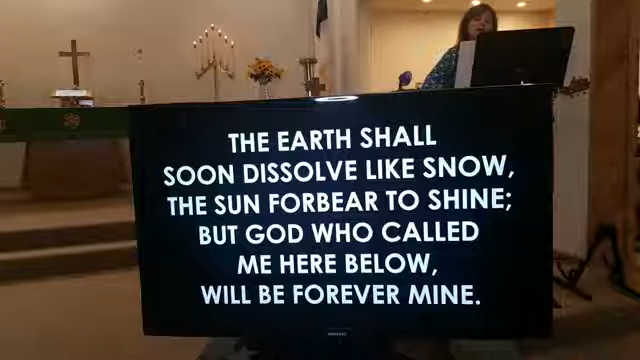 THE EARTH SHALL
SOON DISSOLVE LIKE SNOW,
THE SUN FORBEAR TO SHINE;
BUT GOD WHO CALLED
ME HERE BELOW,
WILL BE FOREVER MINE.